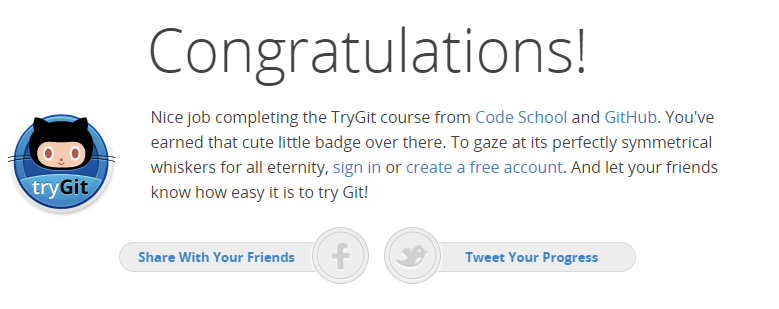 Congratulations!
Nice job completing the TryGit course from Code School and GitHub. You've
earned that cute little badge over there. To gaze at its perfectly symmetrical
whiskers for all eternity, sign in or create a free account. And let your friends
know how easy it is to try Git!
tryGit
Share With Your Friends
Tweet Your Progress